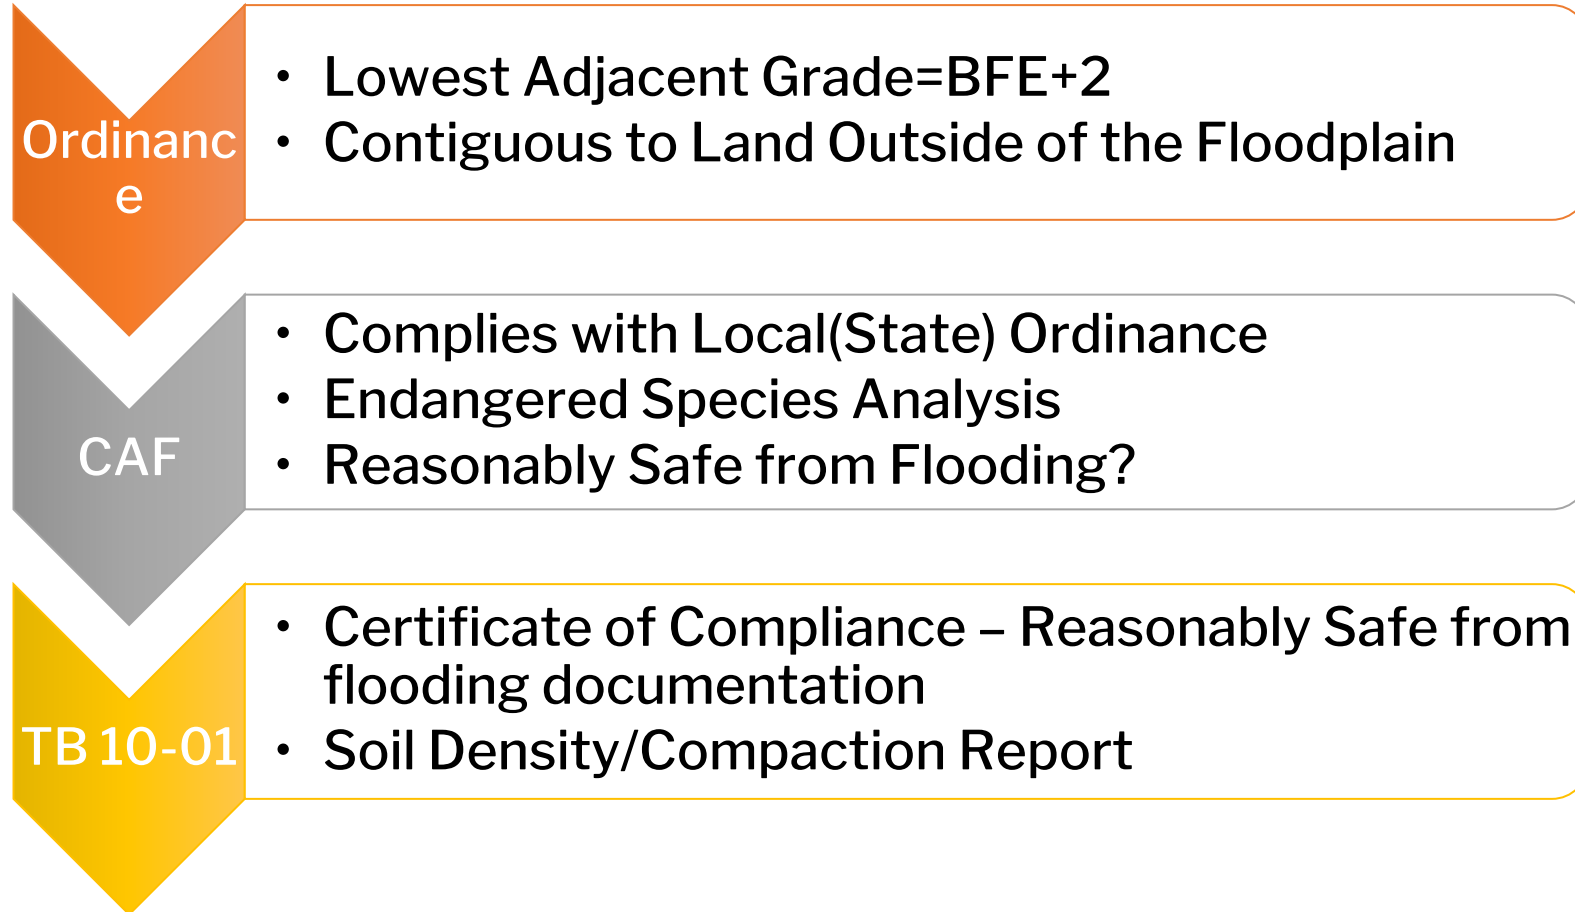 Ordinanc
e
• Lowest Adjacent Grade=BFE+2
• Contiguous to Land Outside of the Floodplain
CAF
• Complies with Local(State) Ordinance
• Endangered Species Analysis
• Reasonably Safe from Flooding?
TB 10-01
• Certificate of Compliance – Reasonably Safe from
flooding documentation
• Soil Density/Compaction Report